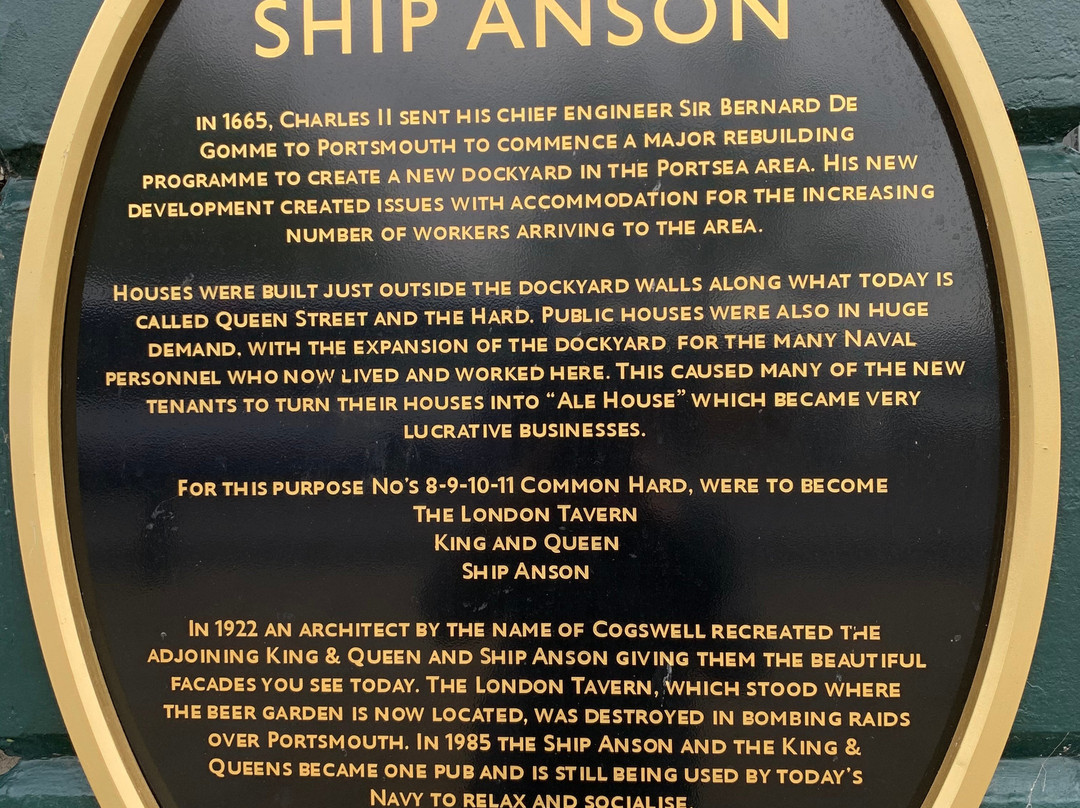 SHIP ANSON
IN 1665, CHARLES II SENT HIS CHIEF ENGINEER SIR BERNARD DE
GOMME TO PORTSMOUTH TO COMMENCE A MAJOR REBUILDING
PROGRAMME TO CREATE A NEW DOCKYARD IN THE PORTSEA AREA. HIS NEW
DEVELOPMENT CREATED ISSUES WITH ACCOMMODATION FOR THE INCREASING
NUMBER OF WORKERS ARRIVING TO THE AREA.
HOUSES WERE BUILT JUST OUTSIDE THE DOCKYARD WALLS ALONG WHAT TODAY IS
CALLED QUEEN STREET AND THE HARD. PUBLIC HOUSES WERE ALSO IN HUGE
DEMAND, WITH THE EXPANSION OF THE DOCKYARD FOR THE MANY NAVAL
PERSONNEL WHO NOW LIVED AND WORKED HERE. THIS CAUSED MANY OF THE NEW
TENANTS TO TURN THEIR HOUSES INTO “ALE HOUSE” WHICH BECAME VERY
LUCRATIVE BUSINESSES.
FOR THIS PURPOSE NO'S 8-9-10-11 COMMON HARD, WERE TO BECOME
THE LONDON TAVERN
KING AND QUEEN
SHIP ANSON
IN 1922 AN ARCHITECT BY THE NAME OF COGSWELL RECREATED THE
ADJOINING KING & QUEEN AND SHIP ANSON GIVING THEM THE BEAUTIFUL
FACADES YOU SEE TODAY. THE LONDON TAVERN, WHICH STOOD WHERE
THE BEER GARDEN IS NOW LOCATED, WAS DESTROYED IN BOMBING RAIDS
OVER PORTSMOUTH. IN 1985 THE SHIP ANSON AND THE KING &
QUEENS BECAME ONE PUB AND IS STILL BEING USED BY TODAY'S
NAVY TO RELAX AND SOCIALISE.